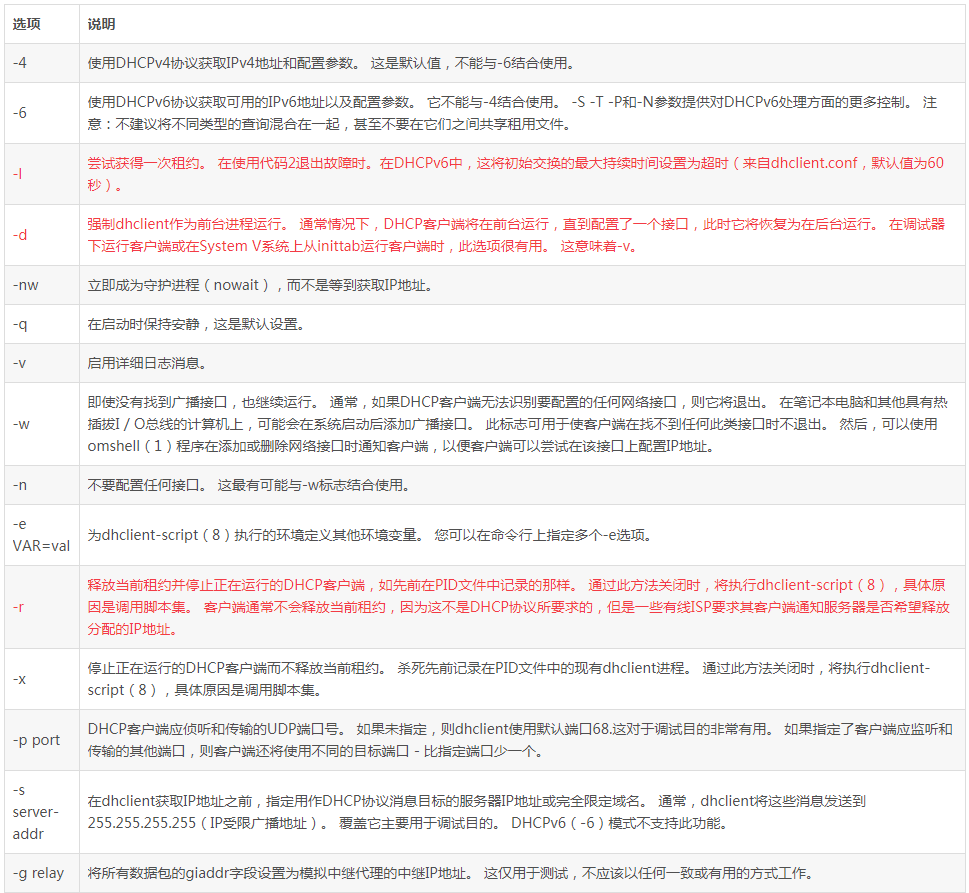 选项 说明
-4 使用DHCPv4协议获取IPv4地址和配置参数。 这是默认值，不能与-6结合使用。
-6 使用DHCPv6协议获取可用的IPv6地址以及配置参数。 它不能与-4结合使用。 -S -T -P和-N参数提供对DHCPv6处理方面的更多控制。 注
意：不建议将不同类型的查询混合在一起，甚至不要在它们之间共享租用文件。
-l 尝试获得一次租约。 在使用代码2退出故障时。在DHCPv6中，这将初始交换的最大持续时间设置为超时（来自dhclient.conf，默认值为60
秒）。
-d 强制dhclient作为前台进程运行。 通常情况下，DHCP客户端将在前台运行，直到配置了一个接口，此时它将恢复为在后台运行。 在调试器
下运行客户端或在System V系统上从inittab运行客户端时，此选项很有用。 这意味着-v。
-nw 立即成为守护进程（nowait），而不是等到获取IP地址。
-q 在启动时保持安静，这是默认设置。
-v 启用详细日志消息。
-w 即使没有找到广播接口，也继续运行。 通常，如果DHCP客户端无法识别要配置的任何网络接口，则它将退出。 在笔记本电脑和其他具有热
插拔I / O总线的计算机上，可能会在系统启动后添加广播接口。 此标志可用于使客户端在找不到任何此类接口时不退出。 然后，可以使用
omshell（1）程序在添加或删除网络接口时通知客户端，以便客户端可以尝试在该接口上配置IP地址。
-n 不要配置任何接口。 这最有可能与-w标志结合使用。
-e
VAR=val
为dhclient-script（8）执行的环境定义其他环境变量。 您可以在命令行上指定多个-e选项。
-r 释放当前租约并停止正在运行的DHCP客户端，如先前在PID文件中记录的那样。 通过此方法关闭时，将执行dhclient-script（8），具体原
因是调用脚本集。 客户端通常不会释放当前租约，因为这不是DHCP协议所要求的，但是一些有线ISP要求其客户端通知服务器是否希望释放
分配的IP地址。
-x 停止正在运行的DHCP客户端而不释放当前租约。 杀死先前记录在PID文件中的现有dhclient进程。 通过此方法关闭时，将执行dhclient-
script（8），具体原因是调用脚本集。
-p port DHCP客户端应侦听和传输的UDP端口号。 如果未指定，则dhclient使用默认端口68.这对于调试目的非常有用。 如果指定了客户端应监听和
传输的其他端口，则客户端还将使用不同的目标端口 - 比指定端口少一个。
-s
server-
addr
在dhclient获取IP地址之前，指定用作DHCP协议消息目标的服务器IP地址或完全限定域名。 通常，dhclient将这些消息发送到
255.255.255.255（IP受限广播地址）。 覆盖它主要用于调试目的。 DHCPv6（-6）模式不支持此功能。
-g relay 将所有数据包的giaddr字段设置为模拟中继代理的中继IP地址。 这仅用于测试，不应该以任何一致或有用的方式工作。